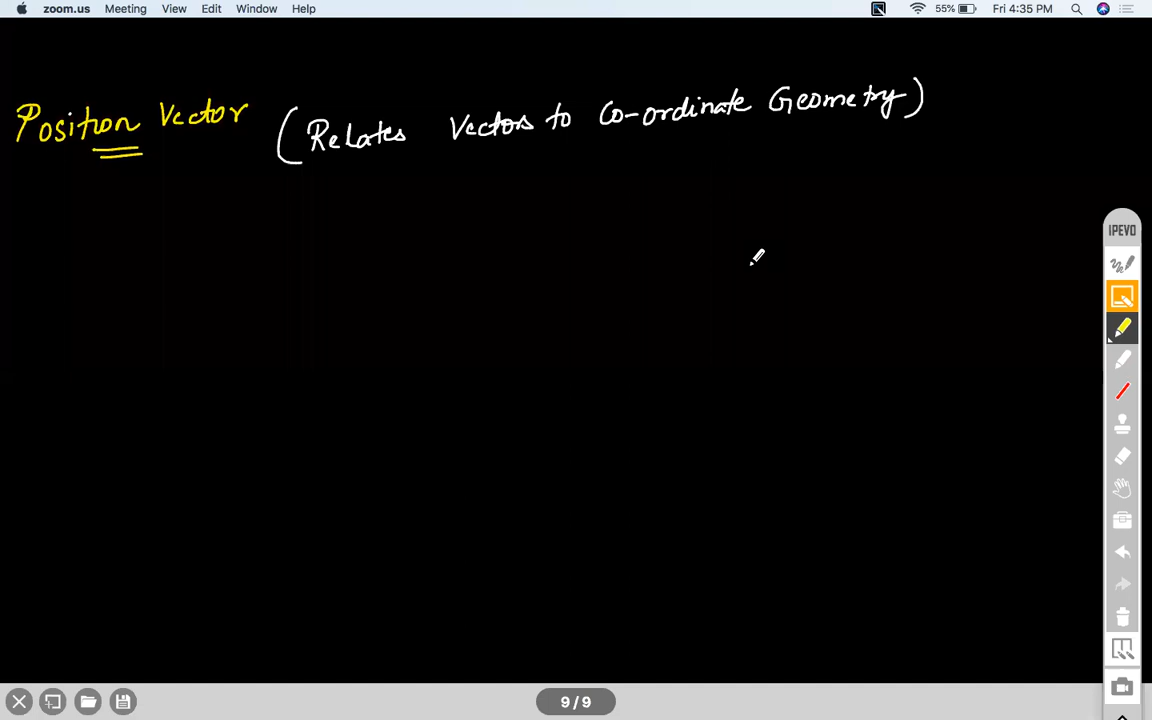 zoom.us Meeting View Edit Window Help 55% Fri 4:35 PM
Position Vector (Relates Vectors to Co-ordinate Geometry)
IPEVO
9/9